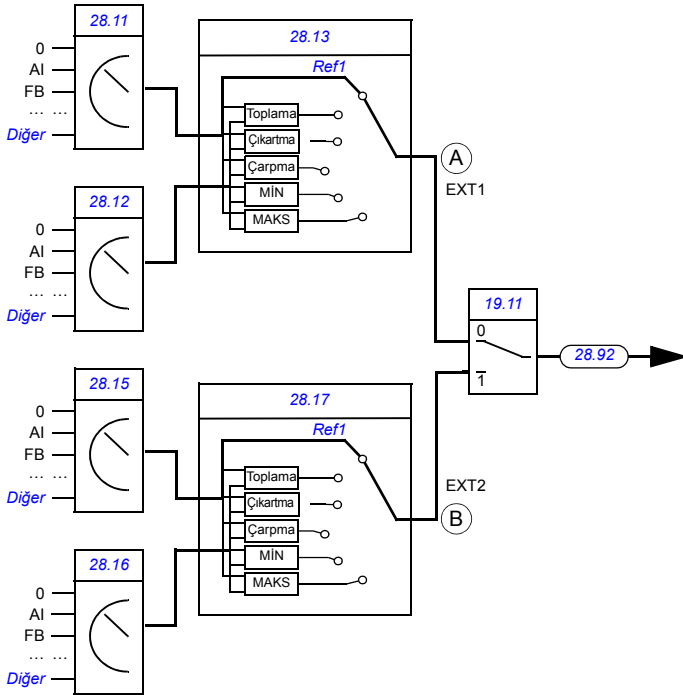 28.11
0
AI
FB
... ...
Diğer
28.12
0
AI
FB
... ...
Diğer
28.13
Ref1
Toplama
Çıkartma
Çarpma
MİN
MAKS
A
EXT1
19.11
0
1
28.92
28.15
0
AI
FB
... ...
Diğer
28.16
0
AI
FB
... ...
Diğer
28.17
Ref1
Toplama
Çıkartma
Çarpma
MİN
MAKS
EXT2
B